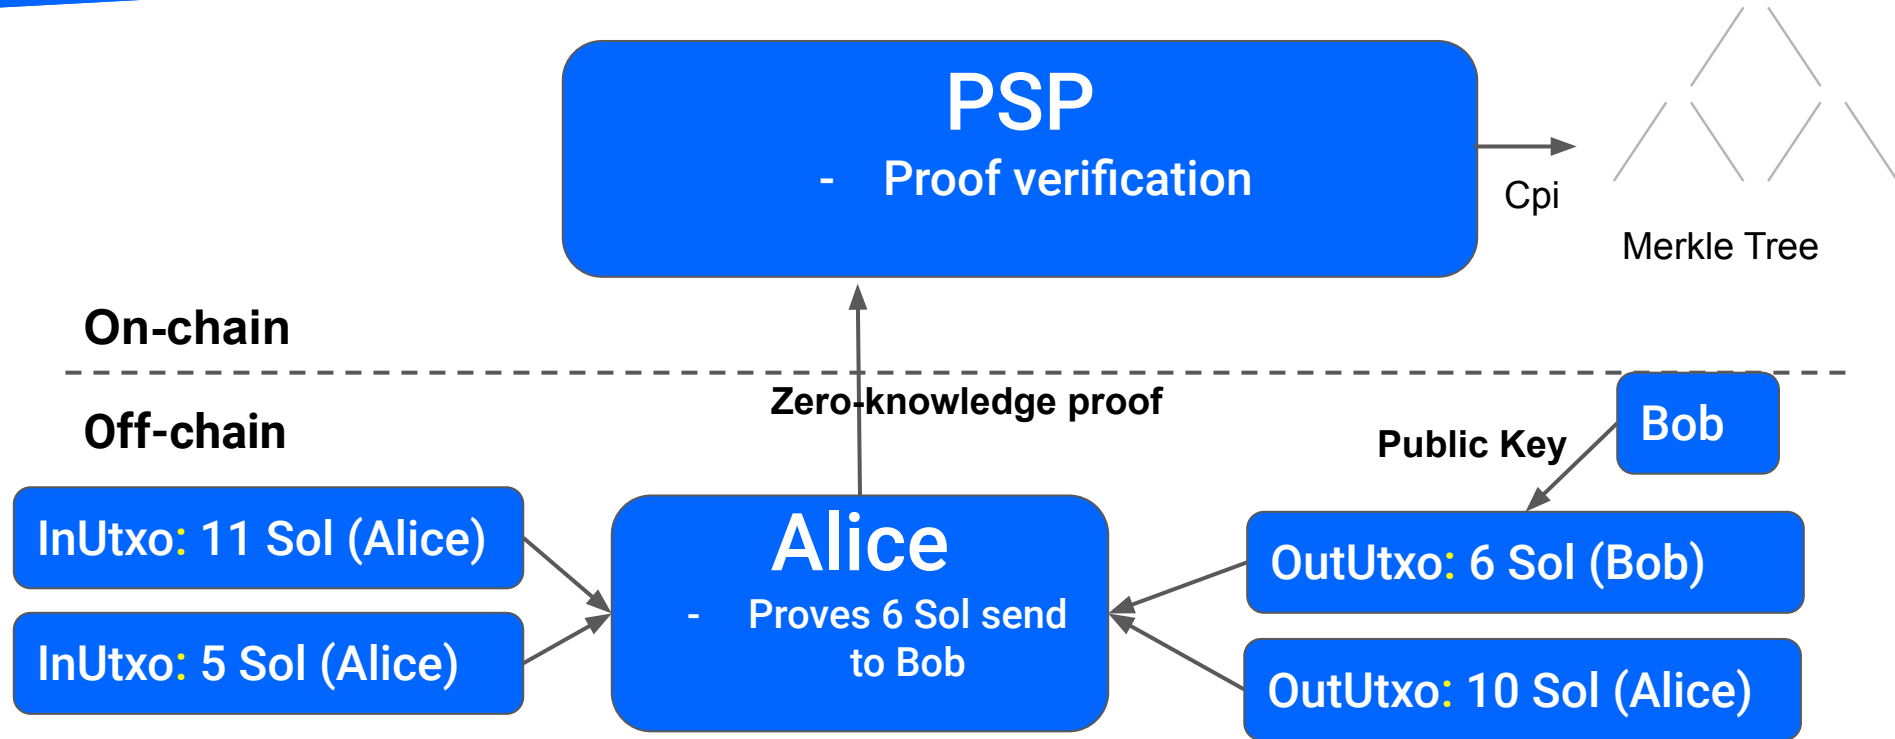 PSP
- Proof verification
Cpi
Merkle Tree
On-chain
Off-chain
Zero-knowledge proof
Public Key
Bob
InUtxo: 11 Sol (Alice)
InUtxo: 5 Sol (Alice)
Alice
- Proves 6 Sol send
to Bob
OutUtxo: 6 Sol (Bob)
OutUtxo: 10 Sol (Alice)